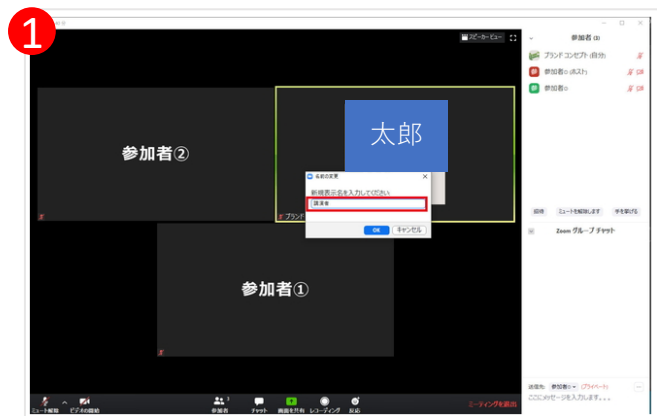 1
スピーカービュー
参加者 (3)
ブランドコンセプト (自分)
参加者② (ホスト)
参加者①
太郎
参加者②
名前の変更
新規表示名を入力してください:
講演者
OK キャンセル
ブランド
招待 ミュートを解除します 手を挙げる
Zoom グループ チャット
参加者①
送信先: (プライベート)
ここにメッセージを入力します...
ミュート解除 ビデオの開始 参加者 3 チャット 画面を共有 レコーディング 反応 ミーティングを退出